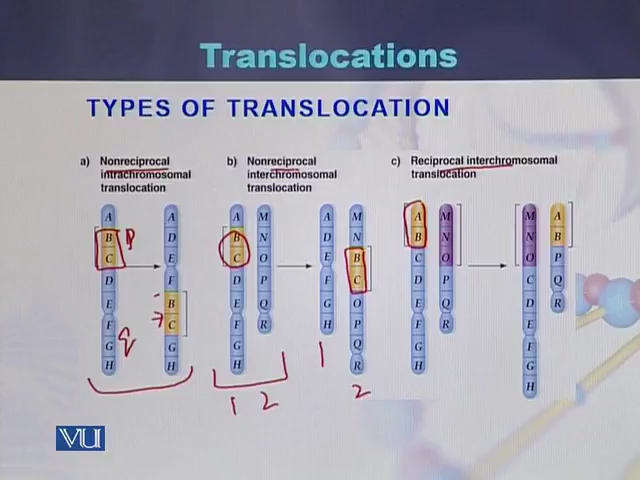 Translocations
TYPES OF TRANSLOCATION
a) Nonreciprocal
intrachromosomal
translocation
b) Nonreciprocal
interchromosomal
translocation
c) Reciprocal interchromosomal
translocation
A
B
C
D
E
F
G
H
P
q
A
D
E
F
B
C
G
H
A
B
C
D
E
F
G
H
M
N
O
P
Q
R
1 2
A
D
E
F
G
H
1
M
N
B
C
O
P
Q
R
2
A
B
C
D
E
F
G
H
M
N
O
P
Q
R
M
N
O
C
D
E
F
G
H
A
B
P
Q
R
VU